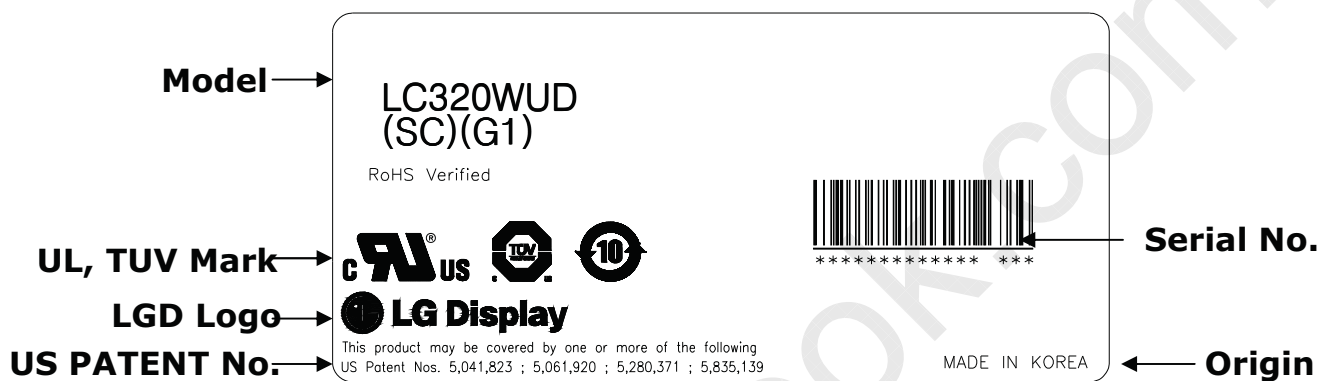 Model
LC320WUD
(SC)(G1)
RoHS Verified
UL, TUV Mark
C US ®
TÜV
10
************* ***
Serial No.
LGD Logo
LG Display
US PATENT No.
This product may be covered by one or more of the following
US Patent Nos. 5,041,823 ; 5,061,920 ; 5,280,371 ; 5,835,139
MADE IN KOREA
Origin